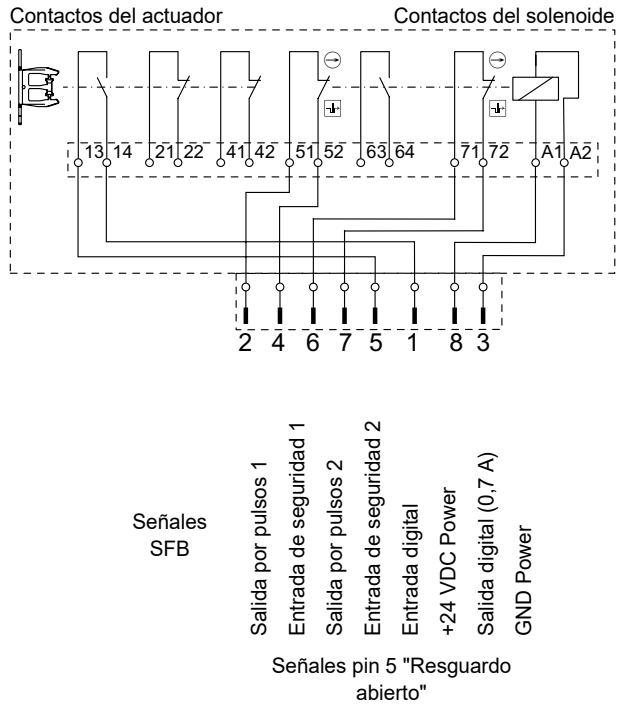 Contactos del actuador Contactos del solenoide
13 14 21 22 41 42 51 52 63 64 71 72 A1 A2
2 4 6 7 5 1 8 3
Señales
SFB
Salida por pulsos 1
Entrada de seguridad 1
Salida por pulsos 2
Entrada de seguridad 2
Entrada digital
+24 VDC Power
Salida digital (0,7 A)
GND Power
Señales pin 5 "Resguardo
abierto"